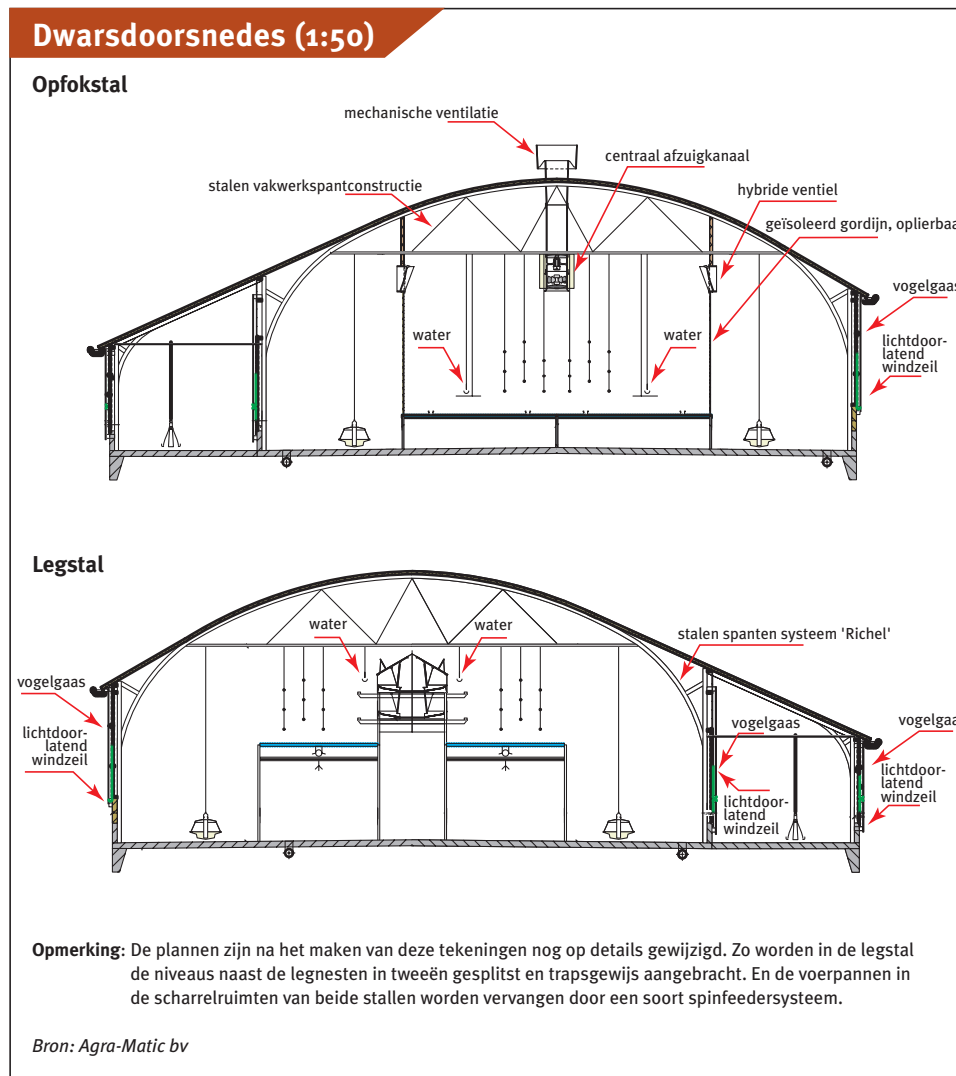 Dwarsdoorsnedes (1:50)
Opfokstal
mechanische ventilatie
centraal afzuigkanaal
stalen vakwerkspantconstructie
hybride ventiel
geïsoleerd gordijn, oplierbaa
vogelgaas
water
water
lichtdoor-
latend
windzeil
Legstal
water
water
stalen spanten systeem 'Richel'
vogelgaas
lichtdoor-
latend
windzeil
vogelgaas
lichtdoor-
latend
windzeil
vogelgaas
lichtdoor-
latend
windzeil
Opmerking: De plannen zijn na het maken van deze tekeningen nog op details gewijzigd. Zo worden in de legstal
de niveaus naast de legnesten in tweeën gesplitst en trapsgewijs aangebracht. En de voerpannen in
de scharrelruimten van beide stallen worden vervangen door een soort spinfeedersysteem.
Bron: Agra-Matic bv